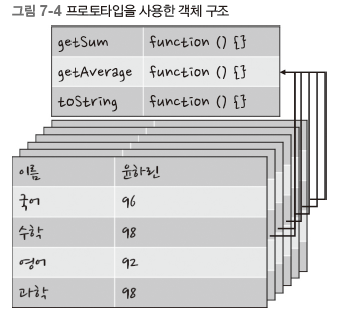 그림 7-4 프로토타입을 사용한 객체 구조
getSum function () {}
getAverage function () {}
toString function () {}
이름 윤하린
국어 96
수학 98
영어 92
과학 98